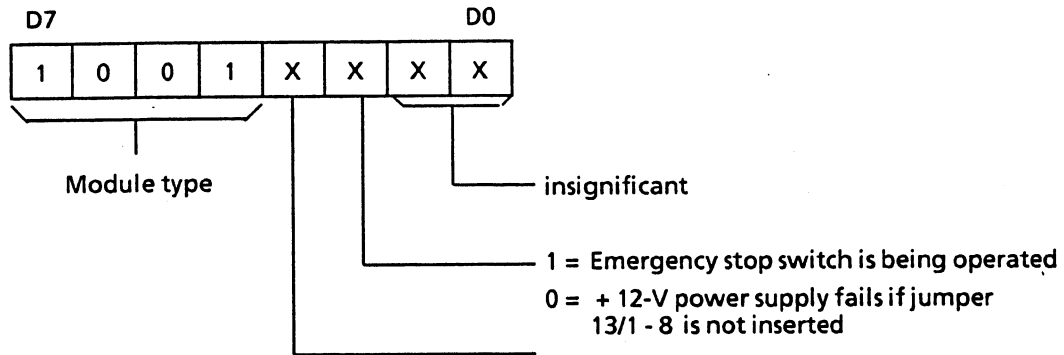 D7 D0
1 0 0 1 X X X X
Module type
insignificant
1 = Emergency stop switch is being operated
0 = + 12-V power supply fails if jumper
13/1 - 8 is not inserted